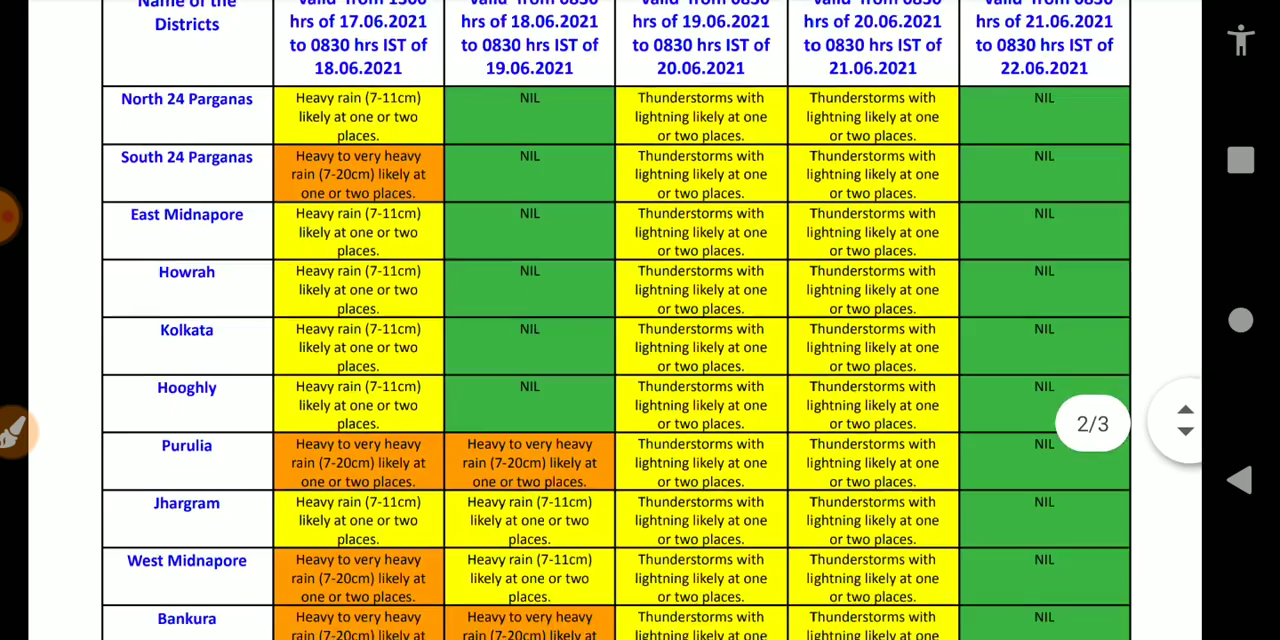 Name of the
Districts
valid from 1300
hrs of 17.06.2021
to 0830 hrs IST of
18.06.2021
valid from 0830
hrs of 18.06.2021
to 0830 hrs IST of
19.06.2021
valid from 0830
hrs of 19.06.2021
to 0830 hrs IST of
20.06.2021
valid from 0830
hrs of 20.06.2021
to 0830 hrs IST of
21.06.2021
valid from 0830
hrs of 21.06.2021
to 0830 hrs IST of
22.06.2021
North 24 Parganas
Heavy rain (7-11cm)
likely at one or two
places.
NIL
Thunderstorms with
lightning likely at one
or two places.
Thunderstorms with
lightning likely at one
or two places.
NIL
South 24 Parganas
Heavy to very heavy
rain (7-20cm) likely at
one or two places.
NIL
Thunderstorms with
lightning likely at one
or two places.
Thunderstorms with
lightning likely at one
or two places.
NIL
East Midnapore
Heavy rain (7-11cm)
likely at one or two
places.
NIL
Thunderstorms with
lightning likely at one
or two places.
Thunderstorms with
lightning likely at one
or two places.
NIL
Howrah
Heavy rain (7-11cm)
likely at one or two
places.
NIL
Thunderstorms with
lightning likely at one
or two places.
Thunderstorms with
lightning likely at one
or two places.
NIL
Kolkata
Heavy rain (7-11cm)
likely at one or two
places.
NIL
Thunderstorms with
lightning likely at one
or two places.
Thunderstorms with
lightning likely at one
or two places.
NIL
Hooghly
Heavy rain (7-11cm)
likely at one or two
places.
NIL
Thunderstorms with
lightning likely at one
or two places.
Thunderstorms with
lightning likely at one
or two places.
NIL
2/3
Purulia
Heavy to very heavy
rain (7-20cm) likely at
one or two places.
Heavy to very heavy
rain (7-20cm) likely at
one or two places.
Thunderstorms with
lightning likely at one
or two places.
Thunderstorms with
lightning likely at one
or two places.
NIL
Jhargram
Heavy rain (7-11cm)
likely at one or two
places.
Heavy rain (7-11cm)
likely at one or two
places.
Thunderstorms with
lightning likely at one
or two places.
Thunderstorms with
lightning likely at one
or two places.
NIL
West Midnapore
Heavy to very heavy
rain (7-20cm) likely at
one or two places.
Heavy rain (7-11cm)
likely at one or two
places.
Thunderstorms with
lightning likely at one
or two places.
Thunderstorms with
lightning likely at one
or two places.
NIL
Bankura
Heavy to very heavy
rain (7-20cm) likely at
Heavy to very heavy
rain (7-20cm) likely at
Thunderstorms with
lightning likely at one
Thunderstorms with
lightning likely at one
NIL